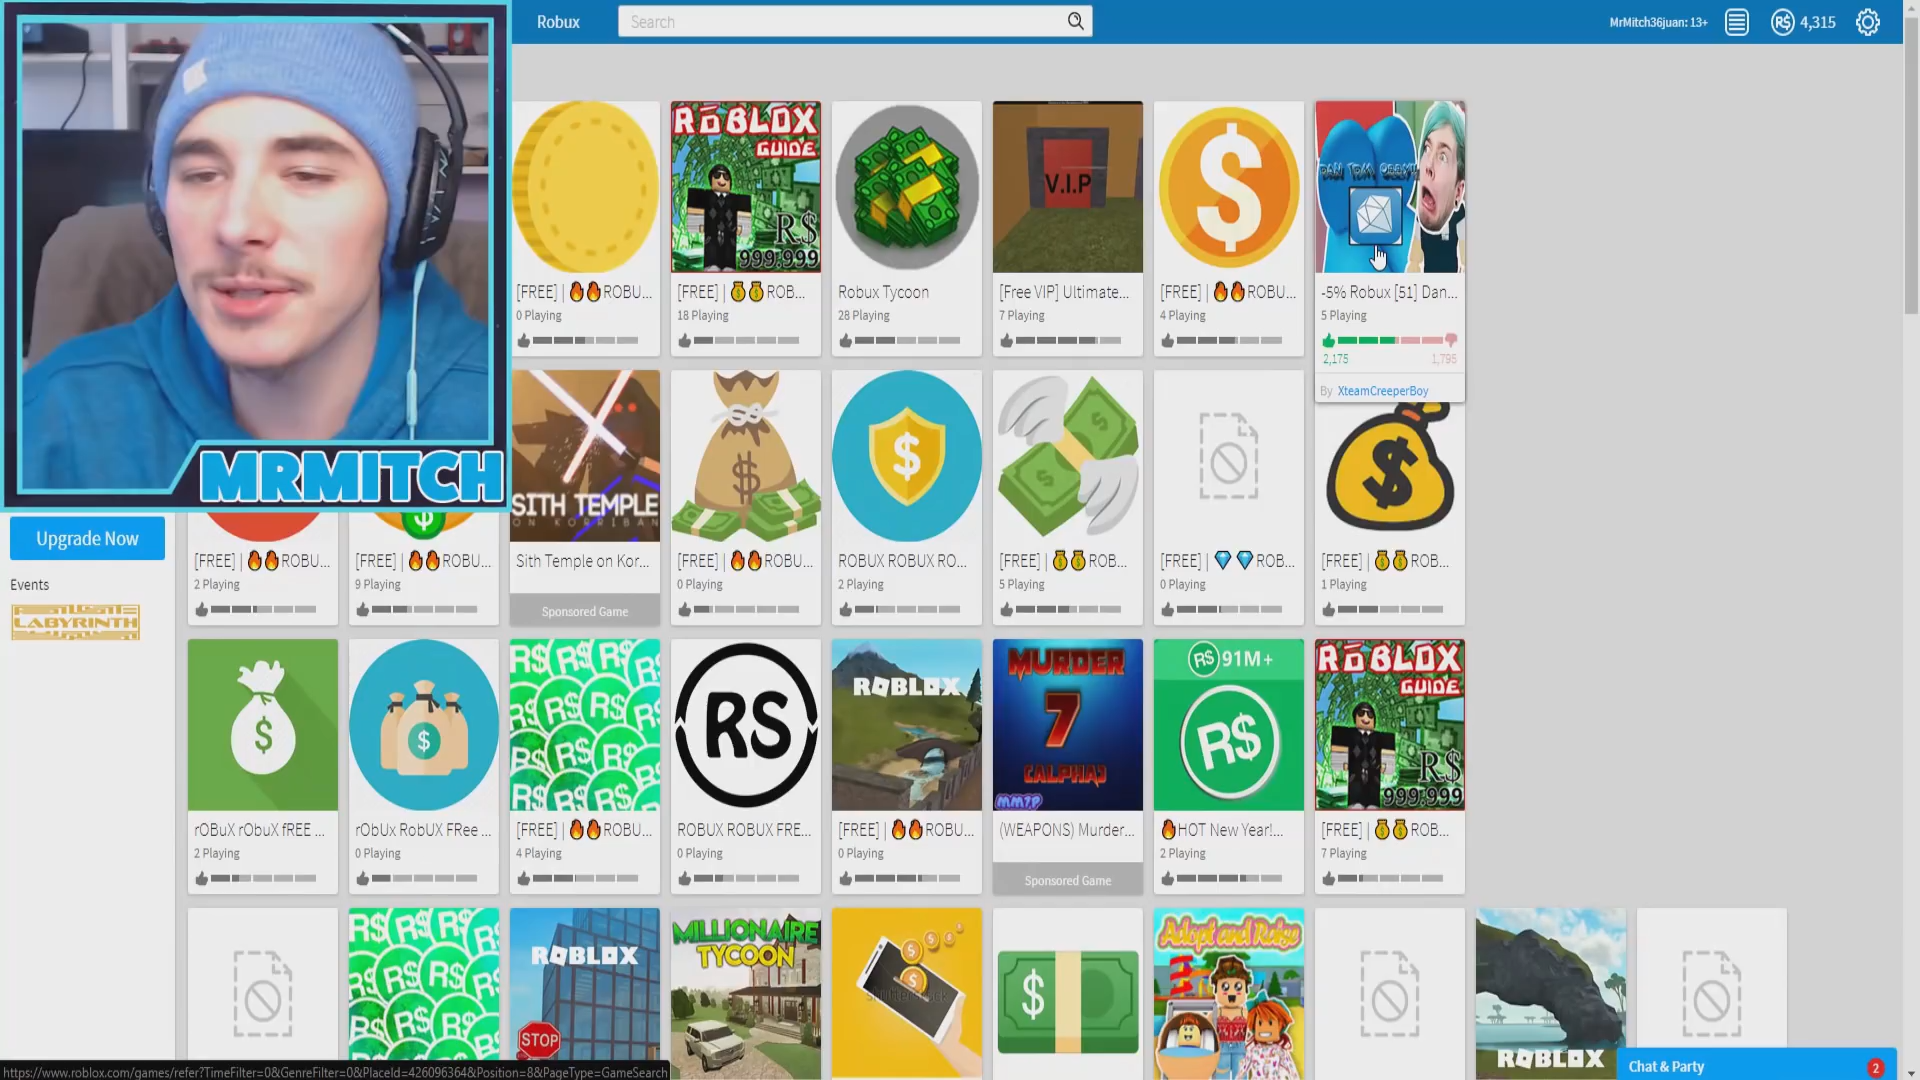 Robux
Search
MrMitch36juan: 13+
4,315
MRMITCH
Upgrade Now
Events
LABYRINTH
[FREE] | 🔥🔥ROBU...
0 Playing
ROBLOX
GUIDE
R$
999.999
[FREE] | 💰💰ROB...
18 Playing
Robux Tycoon
28 Playing
V.I.P
[Free VIP] Ultimate...
7 Playing
$
[FREE] | 🔥🔥ROBU...
4 Playing
-5% Robux [51] Dan...
5 Playing
2,175
1,795
By XteamCreeperBoy
[FREE] | 🔥🔥ROBU...
2 Playing
[FREE] | 🔥🔥ROBU...
9 Playing
SITH TEMPLE
ON KORRIBAN
Sith Temple on Kor...
Sponsored Game
$
[FREE] | 🔥🔥ROBU...
0 Playing
$
ROBUX ROBUX RO...
2 Playing
[FREE] | 💰💰ROB...
5 Playing
[FREE] | 💎💎ROB...
0 Playing
$
[FREE] | 💰💰ROB...
1 Playing
$
rOBuX rObuX fREE ...
2 Playing
$
rObUx RobUX FRee ...
0 Playing
R$ R$ R$
[FREE] | 🔥🔥ROBU...
4 Playing
RS
ROBUX ROBUX FRE...
0 Playing
ROBLOX
[FREE] | 🔥🔥ROBU...
0 Playing
MURDER
7
[ALPHA]
MM7P
(WEAPONS) Murder...
Sponsored Game
R$ 91M+
R$
🔥HOT New Year!...
2 Playing
ROBLOX
GUIDE
R$
999.999
[FREE] | 💰💰ROB...
7 Playing
R$ R$ R$
ROBLOX
STOP
MILLIONAIRE
TYCOON
shutterstock
$
Adopt and Raise
ROBLOX
Chat & Party
2
https://www.roblox.com/games/refer?TimeFilter=0&GenreFilter=0&PlaceId=426096364&Position=8&PageType=GameSearch